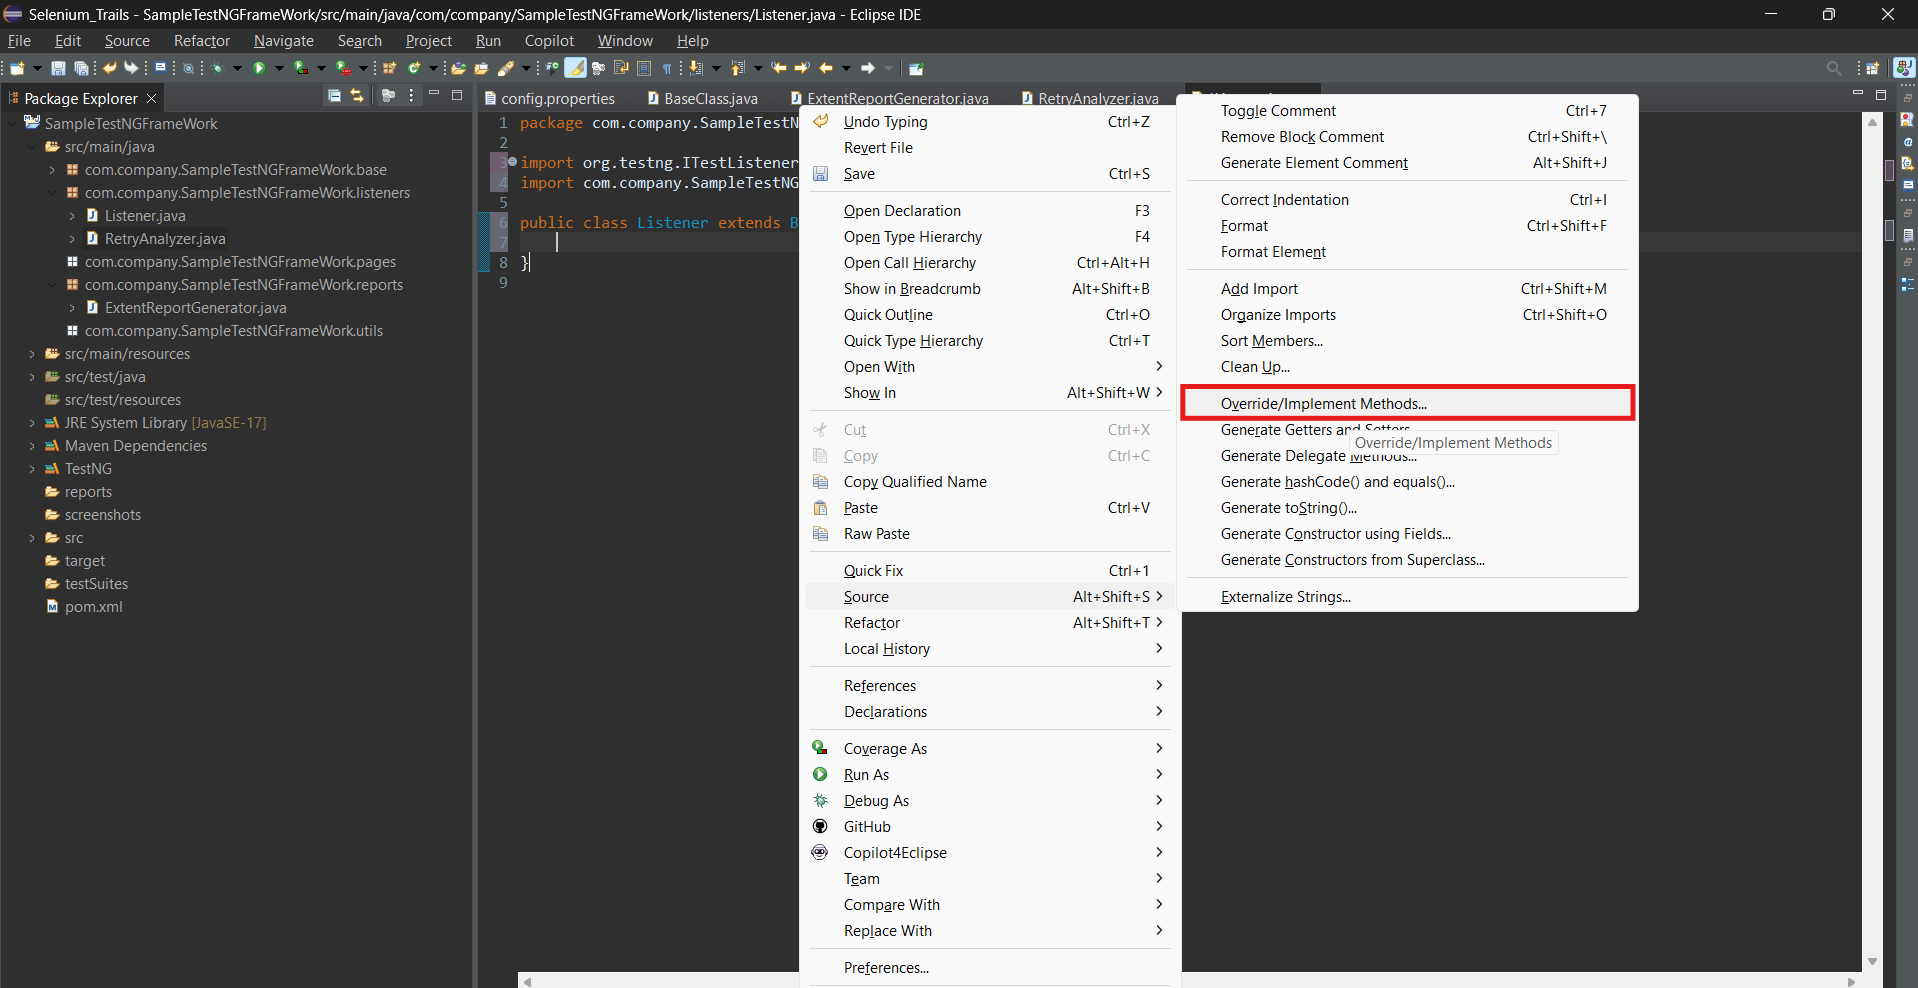 Selenium_Trails - SampleTestNGFrameWork/src/main/java/com/company/SampleTestNGFrameWork/listeners/Listener.java - Eclipse IDE
File Edit Source Refactor Navigate Search Project Run Copilot Window Help
Package Explorer
SampleTestNGFrameWork
src/main/java
com.company.SampleTestNGFrameWork.base
com.company.SampleTestNGFrameWork.listeners
Listener.java
RetryAnalyzer.java
com.company.SampleTestNGFrameWork.pages
com.company.SampleTestNGFrameWork.reports
ExtentReportGenerator.java
com.company.SampleTestNGFrameWork.utils
src/main/resources
src/test/java
src/test/resources
JRE System Library [JavaSE-17]
Maven Dependencies
TestNG
reports
screenshots
src
target
testSuites
pom.xml
config.properties BaseClass.java ExtentReportGenerator.java RetryAnalyzer.java
1 package com.company.SampleTestN
2
3 import org.testng.ITestListener
4 import com.company.SampleTestNG
5
6 public class Listener extends B
7
8 }
9
Undo Typing Ctrl+Z
Revert File
Save Ctrl+S
Open Declaration F3
Open Type Hierarchy F4
Open Call Hierarchy Ctrl+Alt+H
Show in Breadcrumb Alt+Shift+B
Quick Outline Ctrl+O
Quick Type Hierarchy Ctrl+T
Open With
Show In Alt+Shift+W
Cut Ctrl+X
Copy Ctrl+C
Copy Qualified Name
Paste Ctrl+V
Raw Paste
Quick Fix Ctrl+1
Source Alt+Shift+S
Refactor Alt+Shift+T
Local History
References
Declarations
Coverage As
Run As
Debug As
GitHub
Copilot4Eclipse
Team
Compare With
Replace With
Preferences...
Toggle Comment Ctrl+7
Remove Block Comment Ctrl+Shift+\
Generate Element Comment Alt+Shift+J
Correct Indentation Ctrl+I
Format Ctrl+Shift+F
Format Element
Add Import Ctrl+Shift+M
Organize Imports Ctrl+Shift+O
Sort Members...
Clean Up...
Override/Implement Methods...
Generate Getters and Setters...
Override/Implement Methods
Generate Delegate Methods...
Generate hashCode() and equals()...
Generate toString()...
Generate Constructor using Fields...
Generate Constructors from Superclass...
Externalize Strings...